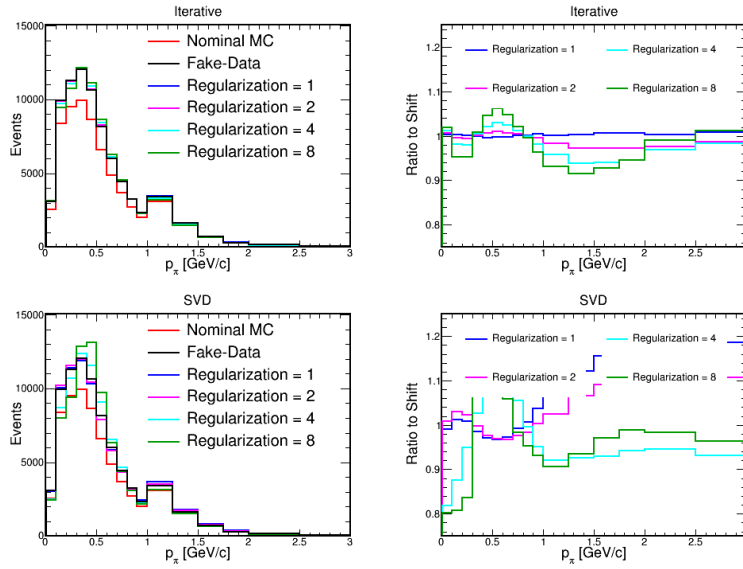 Iterative
15000
10000
5000
0
Events
Nominal MC
Fake-Data
Regularization = 1
Regularization = 2
Regularization = 4
Regularization = 8
0 0.5 1 1.5 2 2.5 3
p_π [GeV/c]
Iterative
1.2
1.1
1.0
0.9
0.8
Ratio to Shift
Regularization = 1 Regularization = 4
Regularization = 2 Regularization = 8
0 0.5 1 1.5 2 2.5
p_π [GeV/c]
SVD
15000
10000
5000
0
Events
Nominal MC
Fake-Data
Regularization = 1
Regularization = 2
Regularization = 4
Regularization = 8
0 0.5 1 1.5 2 2.5 3
p_π [GeV/c]
SVD
1.2
1.1
1.0
0.9
0.8
Ratio to Shift
Regularization = 1 Regularization = 4
Regularization = 2 Regularization = 8
0 0.5 1 1.5 2 2.5
p_π [GeV/c]